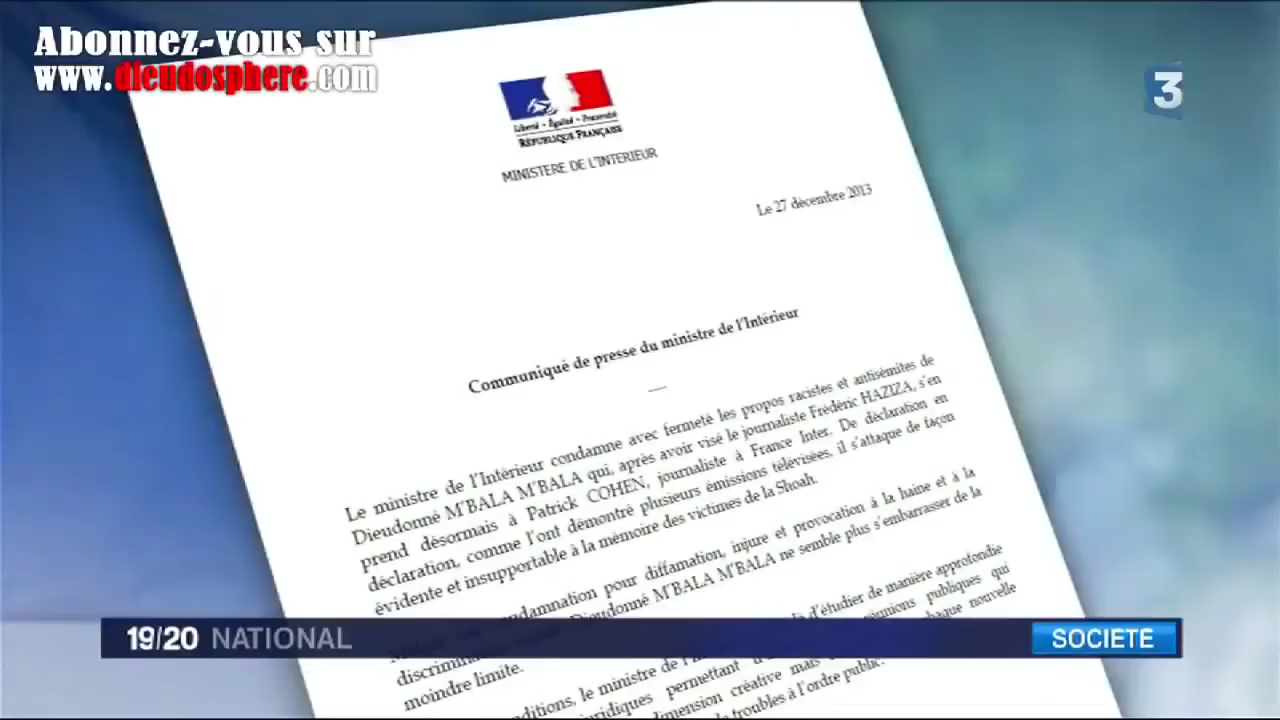 Abonnez-vous sur
www.dieudosphere.com
3
Liberté • Égalité • Fraternité
RÉPUBLIQUE FRANÇAISE
MINISTERE DE L'INTERIEUR
Le 27 décembre 2013
Communiqué de presse du ministre de l'Intérieur
Le ministre de l'Intérieur condamne avec fermeté les propos racistes et antisémites de
Dieudonné M'BALA M'BALA qui, après avoir visé le journaliste Frédéric HAZIZA, s'en
prend désormais à Patrick COHEN, journaliste à France Inter. De déclaration en
déclaration, comme l'ont démontré plusieurs émissions télévisées, il s'attaque de façon
évidente et insupportable à la mémoire des victimes de la Shoah.
pour diffamation, injure et provocation à la haine et à la
Dieudonné M'BALA M'BALA ne semble plus s'embarrasser de la
moindre limite.
d'étudier de manière approfondie
réunions publiques qui
le ministre de
permettant
nouvelle
dimension créative mais
troubles à l'ordre public.
19/20 NATIONAL
SOCIETE